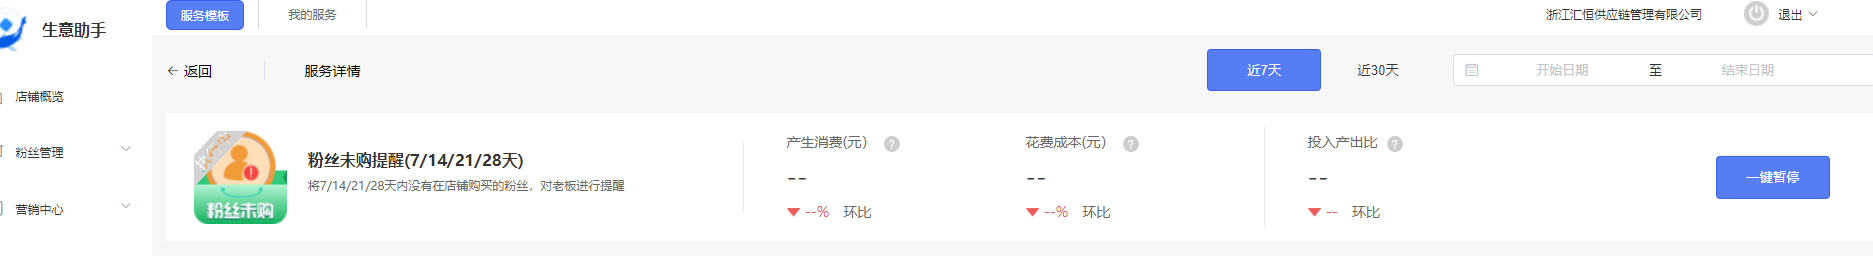 服务模板 我的服务 浙江汇恒供应链管理有限公司 退出
生意助手
← 返回 服务详情 近7天 近30天 开始日期 至 结束日期
店铺概览
粉丝管理
营销中心
粉丝未购提醒(7/14/21/28天)
将7/14/21/28天内没有在店铺购买的粉丝，对老板进行提醒
粉丝未购
产生消费(元) ?
--
--% 环比
花费成本(元) ?
--
--% 环比
投入产出比 ?
--
-- 环比
一键暂停